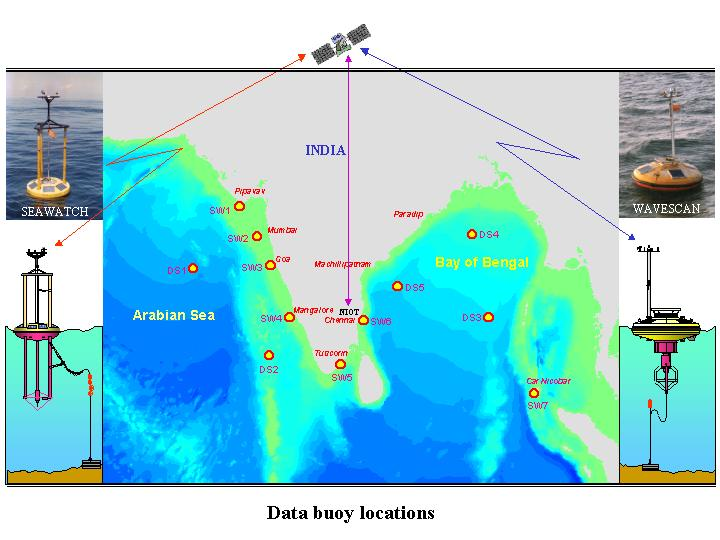 INDIA
Pipavav
SEAWATCH
SW1
WAVESCAN
Paradip
Mumbai
SW2
DS4
Goa
Machilipatnam
Bay of Bengal
DS1
SW3
DS5
Arabian Sea
Mangalore
NIOT
SW4
Chennai
SW6
DS3
Tuticorin
DS2
SW5
Car Nicobar
SW7
Data buoy locations